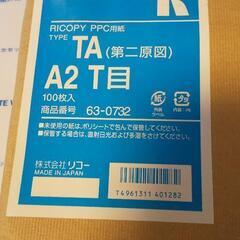 RICOPY PPC用紙
TYPE TA (第二原図)
A2 T目
100枚入
商品番号 63-0732
●未使用の紙は、ポリシートで包んで保管してください。
●保管する際は、直射日光および多湿をさけてください。
株式会社リコー
MADE IN JAPAN
T4961311 401282